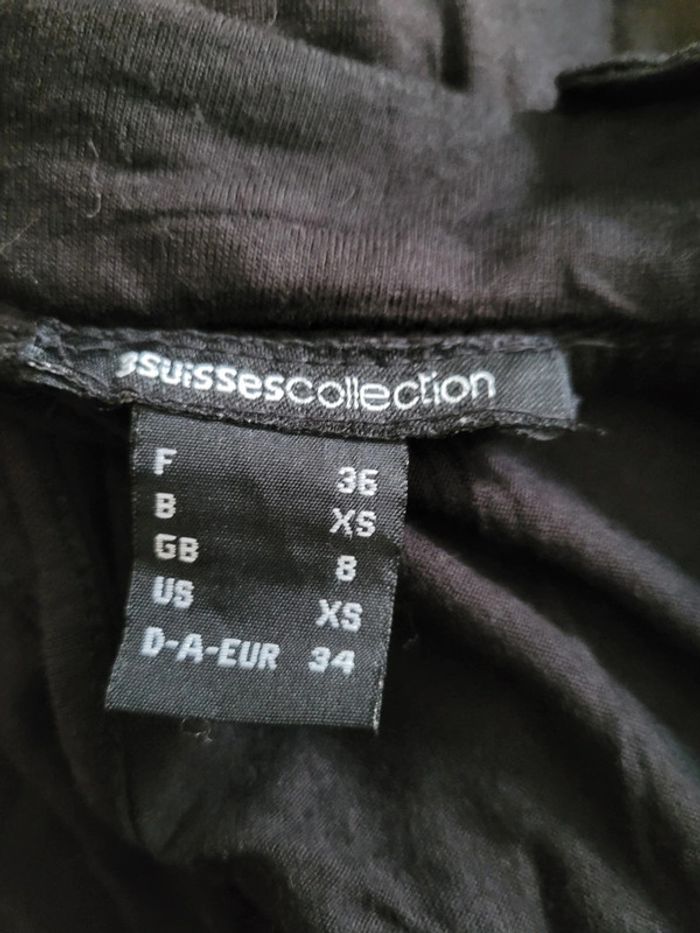 3suissescollection
F 36
B XS
GB 8
US XS
D-A-EUR 34